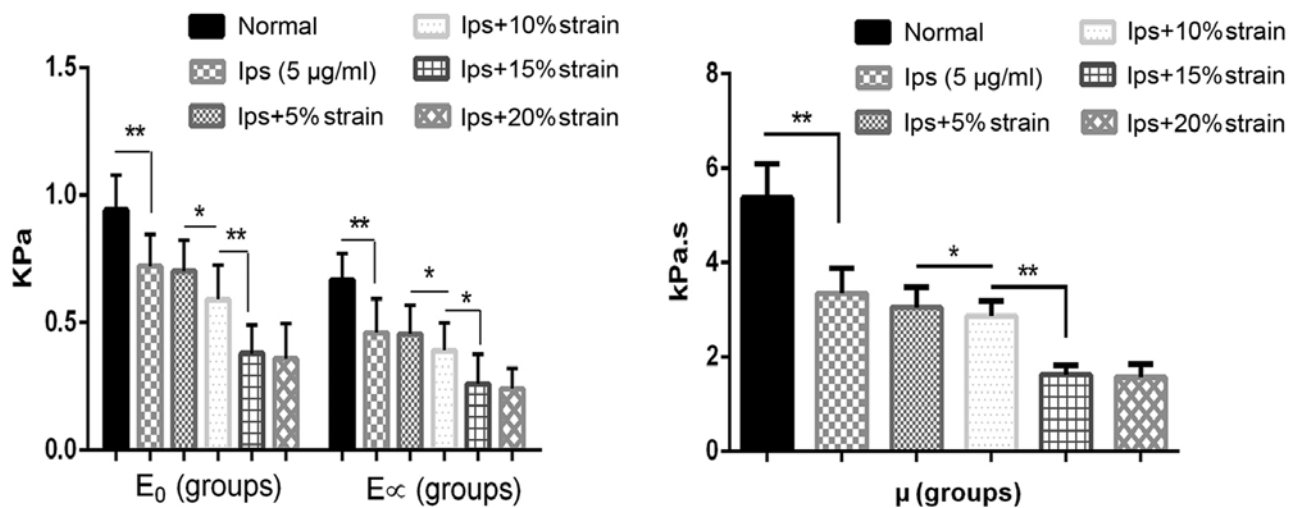 Normal
Ips+10%strain
Ips (5 μg/ml)
Ips+15%strain
Ips+5%strain
Ips+20%strain
KPa
1.5
1.0
0.5
0.0
**
*
**
**
*
*
E0 (groups)
E∝ (groups)
Normal
Ips+10%strain
Ips (5 μg/ml)
Ips+15%strain
Ips+5%strain
Ips+20%strain
kPa.s
8
6
4
2
0
**
*
**
μ (groups)